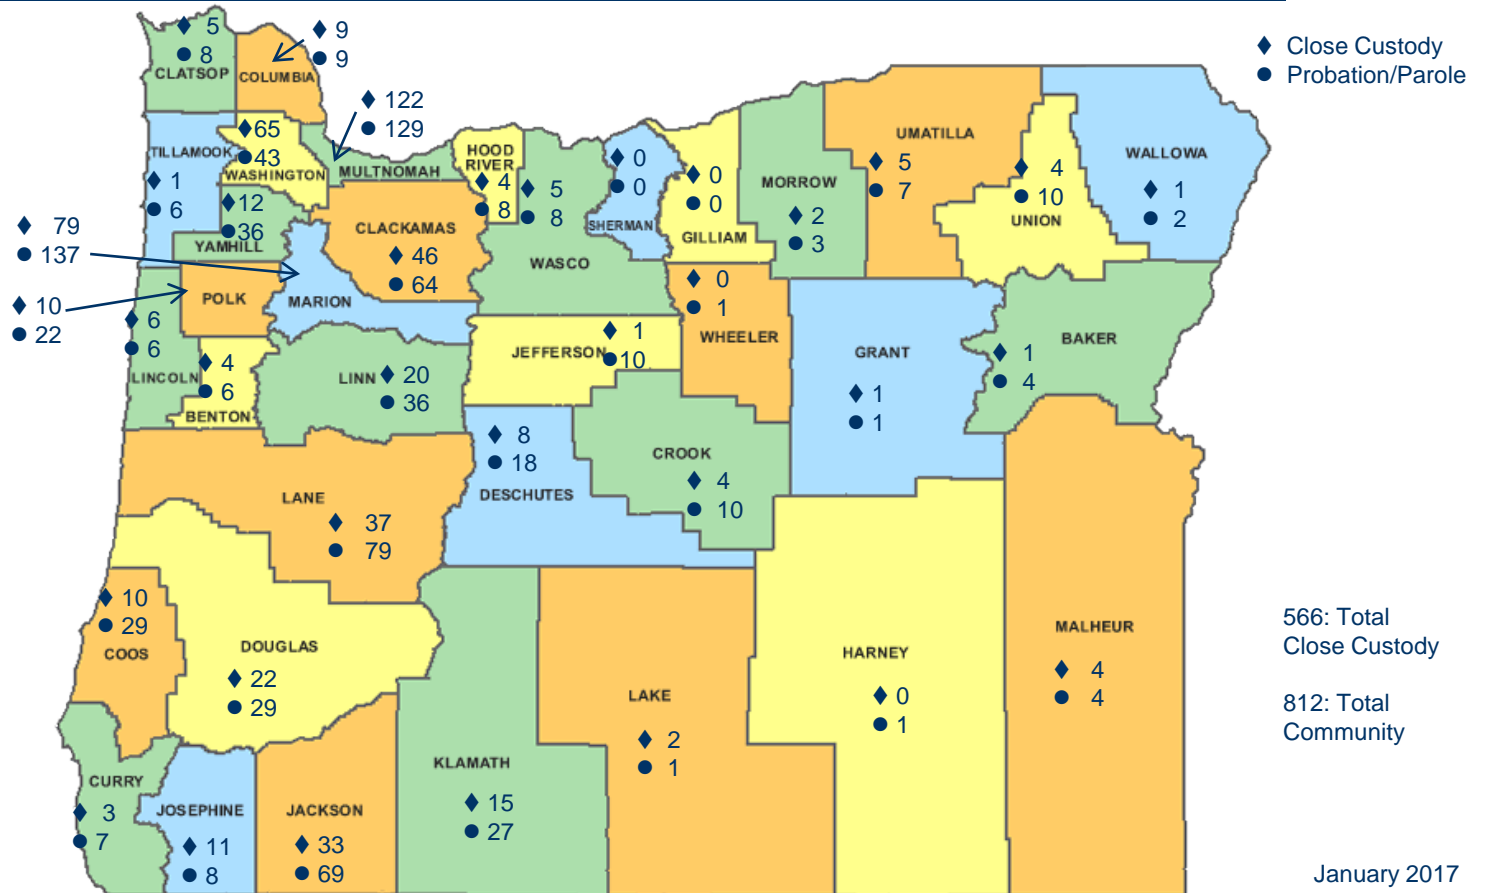 ◆ Close Custody
● Probation/Parole
◆ 5
● 8
CLATSOP
◆ 9
● 9
COLUMBIA
◆ 122
● 129
MULTNOMAH
◆ 65
● 43
WASHINGTON
TILLAMOOK
◆ 1
● 6
◆ 12
● 36
YAMHILL
HOOD
RIVER
◆ 4
● 8
◆ 5
● 8
WASCO
◆ 0
● 0
SHERMAN
◆ 0
● 0
GILLIAM
MORROW
◆ 2
● 3
UMATILLA
◆ 5
● 7
◆ 4
● 10
UNION
WALLOWA
◆ 1
● 2
◆ 79
● 137
MARION
CLACKAMAS
◆ 46
● 64
◆ 10
● 22
POLK
◆ 6
● 6
LINCOLN
◆ 4
● 6
BENTON
LINN
◆ 20
● 36
JEFFERSON
◆ 1
● 10
◆ 0
● 1
WHEELER
GRANT
◆ 1
● 1
BAKER
◆ 1
● 4
◆ 8
● 18
DESCHUTES
CROOK
◆ 4
● 10
LANE
◆ 37
● 79
◆ 10
● 29
COOS
DOUGLAS
◆ 22
● 29
HARNEY
◆ 0
● 1
MALHEUR
◆ 4
● 4
LAKE
◆ 2
● 1
KLAMATH
◆ 15
● 27
CURRY
◆ 3
● 7
JOSEPHINE
◆ 11
● 8
JACKSON
◆ 33
● 69
566: Total
Close Custody
812: Total
Community
January 2017